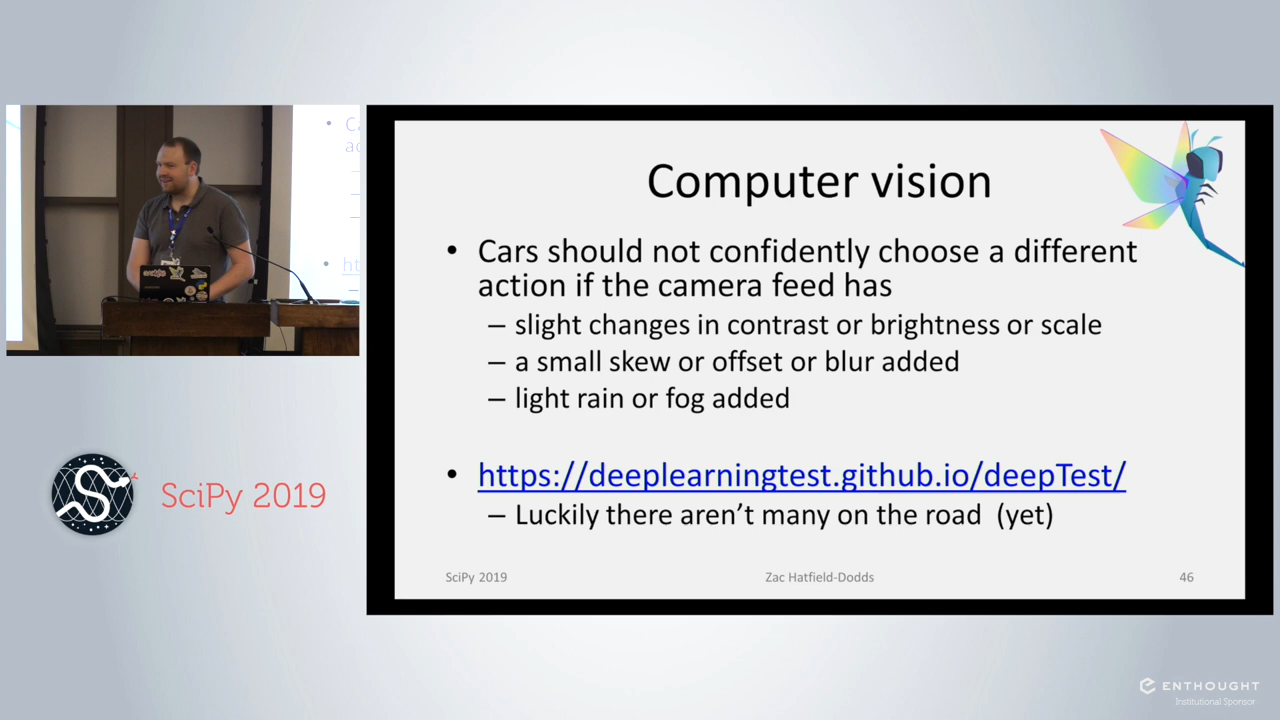 Computer vision
• Cars should not confidently choose a different
action if the camera feed has
– slight changes in contrast or brightness or scale
– a small skew or offset or blur added
– light rain or fog added
• https://deeplearningtest.github.io/deepTest/
– Luckily there aren't many on the road (yet)
SciPy 2019
Zac Hatfield-Dodds
46
SciPy 2019
ENTHOUGHT
Institutional Sponsor